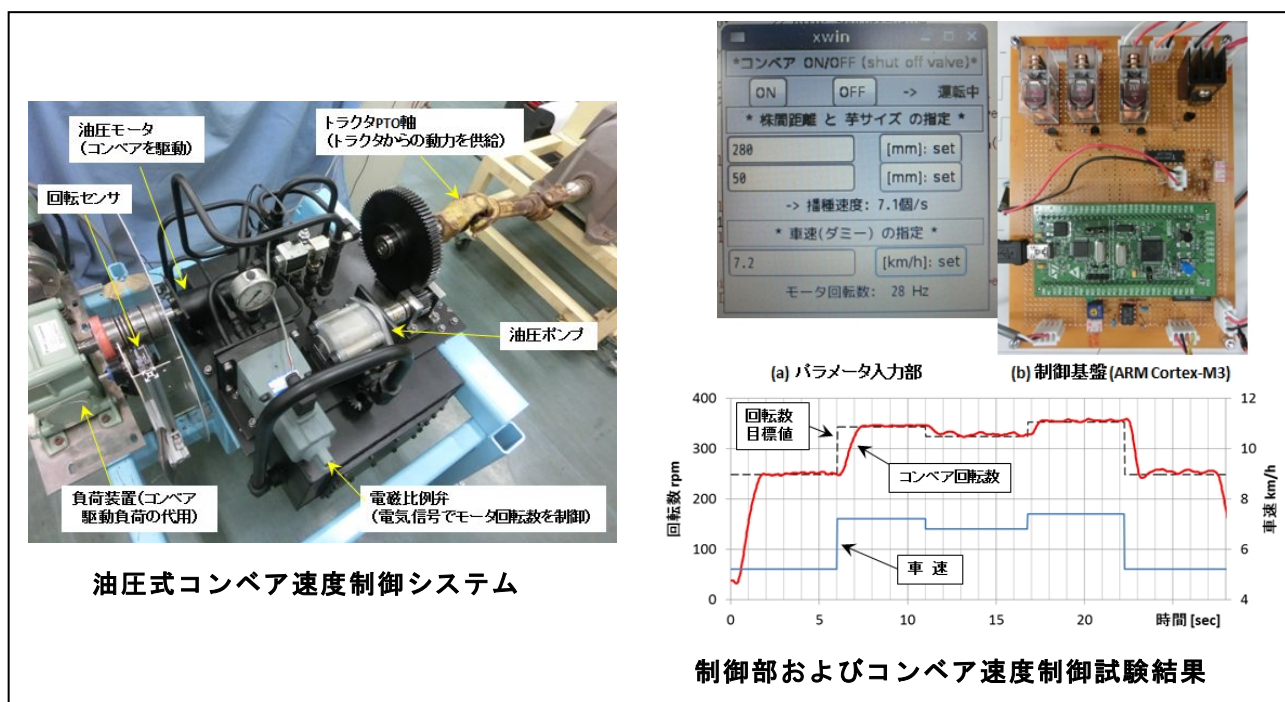 油圧モータ
(コンベアを駆動)
トラクタPTO軸
(トラクタからの動力を供給)
回転センサ
油圧ポンプ
負荷装置(コンベア
駆動負荷の代用)
電磁比例弁
(電気信号でモータ回転数を制御)
油圧式コンベア速度制御システム
xwin
*コンベア ON/OFF (shut off valve)*
ON OFF -> 運転中
* 株間距離 と 芋サイズ の指定 *
280 [mm]: set
50 [mm]: set
-> 播種速度: 7.1個/s
* 車速(ダミー) の指定 *
7.2 [km/h]: set
モータ回転数: 28 Hz
(a) パラメータ入力部
(b) 制御基盤(ARM Cortex-M3)
回転数 rpm
400
300
200
100
0
回転数
目標値
コンベア回転数
車 速
12
10
8
6
4
車速 km/h
0 5 10 15 20 時間 [sec]
制御部およびコンベア速度制御試験結果